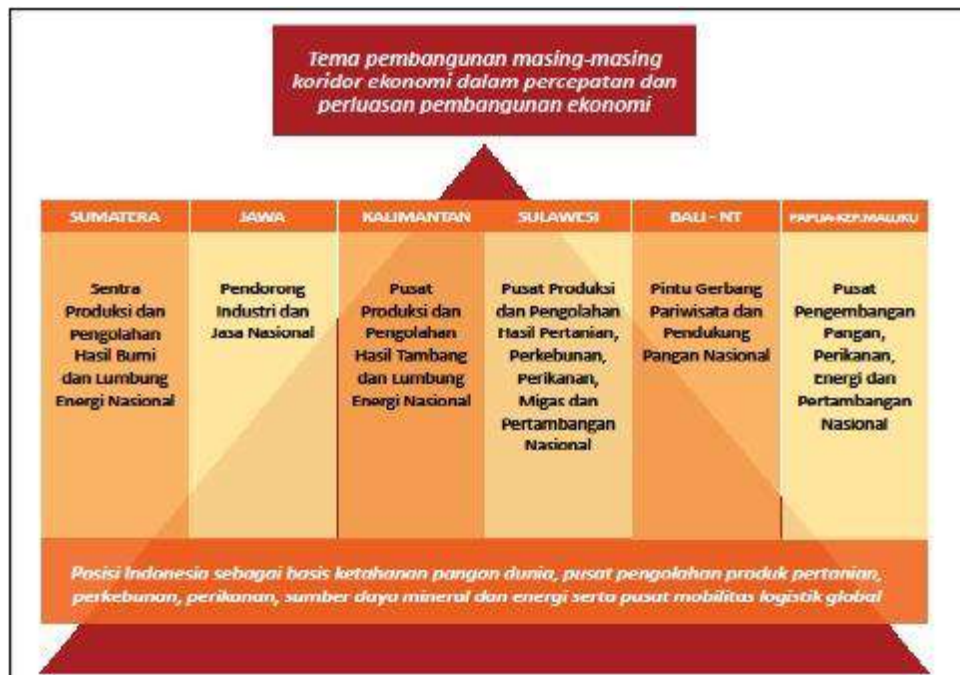 Tema pembangunan masing-masing
koridor ekonomi dalam percepatan dan
perluasan pembangunan ekonomi
SUMATERA
JAWA
KALIMANTAN
SULAWESI
BALI - NT
PAPUA-KEP.MALUKU
Sentra
Produksi dan
Pengolahan
Hasil Bumi
dan Lumbung
Energi Nasional
Pendorong
Industri dan
Jasa Nasional
Pusat
Produksi dan
Pengolahan
Hasil Tambang
dan Lumbung
Energi Nasional
Pusat Produksi
dan Pengolahan
Hasil Pertanian,
Perkebunan,
Perikanan,
Migas dan
Pertambangan
Nasional
Pintu Gerbang
Pariwisata dan
Pendukung
Pangan Nasional
Pusat
Pengembangan
Pangan,
Perikanan,
Energi dan
Pertambangan
Nasional
Posisi Indonesia sebagai basis ketahanan pangan dunia, pusat pengolahan produk pertanian,
perkebunan, perikanan, sumber daya mineral dan energi serta pusat mobilitas logistik global